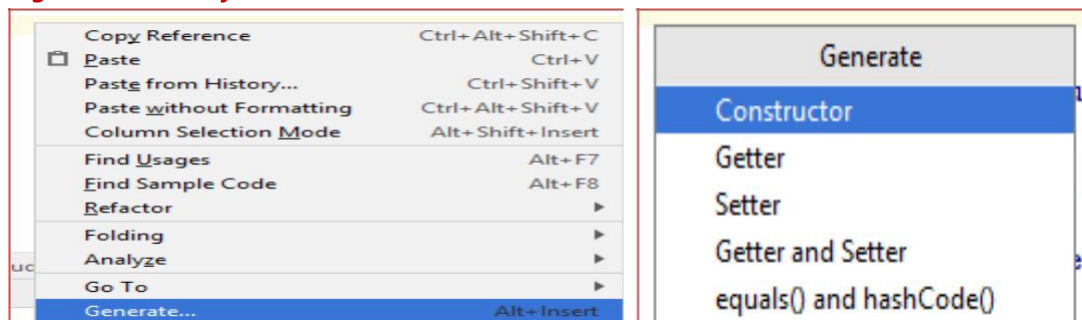 Copy Reference Ctrl+Alt+Shift+C
Paste Ctrl+V
Paste from History... Ctrl+Shift+V
Paste without Formatting Ctrl+Alt+Shift+V
Column Selection Mode Alt+Shift+Insert
Find Usages Alt+F7
Find Sample Code Alt+F8
Refactor
Folding
Analyze
Go To
Generate... Alt+Insert
Generate
Constructor
Getter
Setter
Getter and Setter
equals() and hashCode()